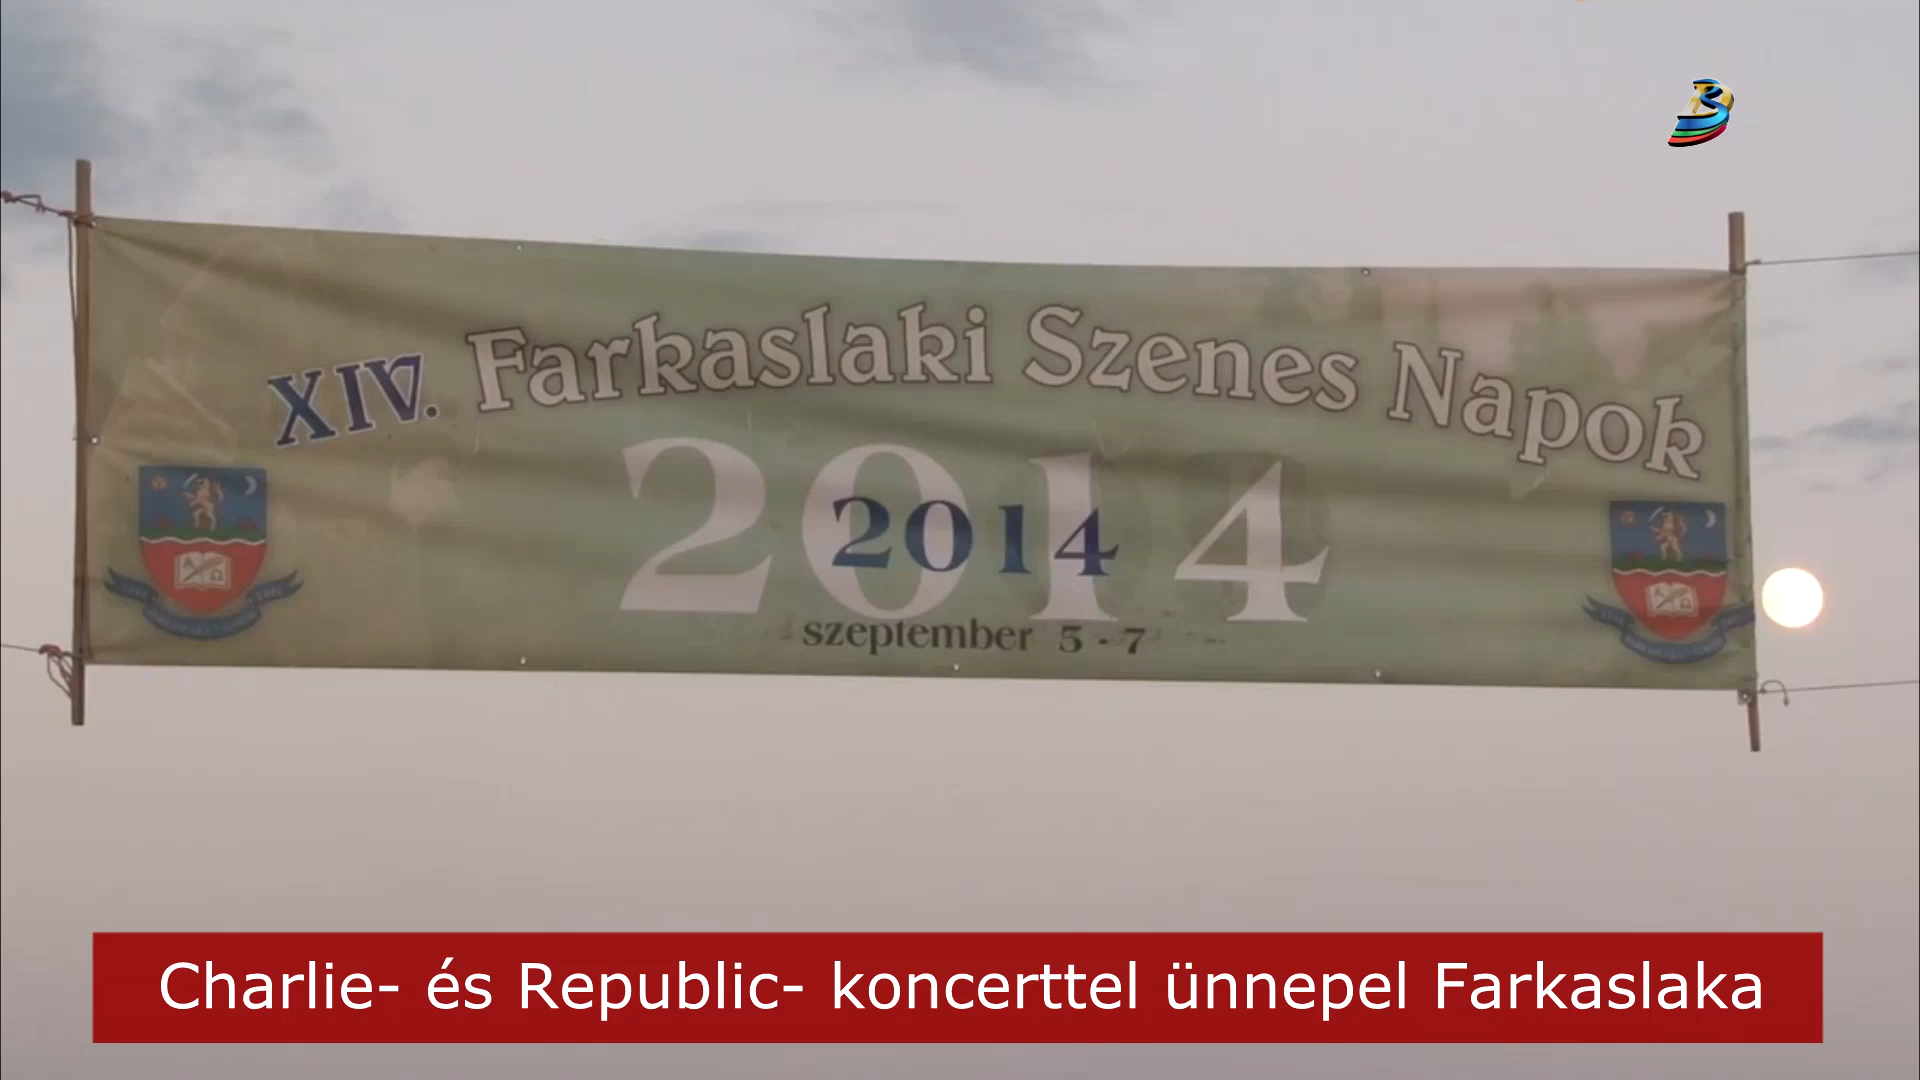 XIV. Farkaslaki Szenes Napok
2014
2014
szeptember 5 - 7
Charlie- és Republic- koncerttel ünnepel Farkaslaka